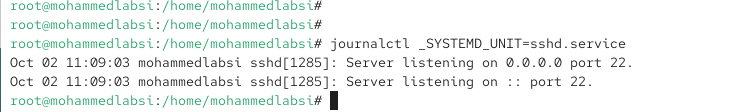 root@mohammedlabsi:/home/mohammedlabsi#
root@mohammedlabsi:/home/mohammedlabsi#
root@mohammedlabsi:/home/mohammedlabsi# journalctl _SYSTEMD_UNIT=sshd.service
Oct 02 11:09:03 mohammedlabsi sshd[1285]: Server listening on 0.0.0.0 port 22.
Oct 02 11:09:03 mohammedlabsi sshd[1285]: Server listening on :: port 22.
root@mohammedlabsi:/home/mohammedlabsi#